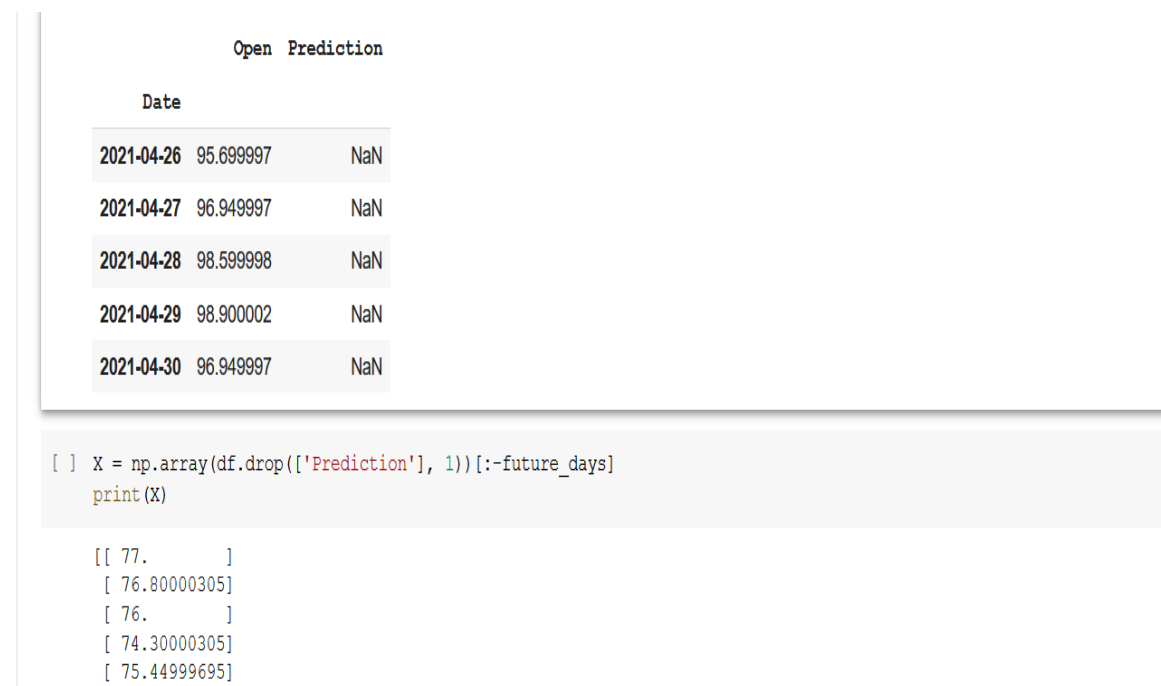 Open Prediction
Date
2021-04-26 95.699997 NaN
2021-04-27 96.949997 NaN
2021-04-28 98.599998 NaN
2021-04-29 98.900002 NaN
2021-04-30 96.949997 NaN
[ ] X = np.array(df.drop(['Prediction'], 1))[:-future_days]
print(X)
[[ 77. ]
[ 76.80000305]
[ 76. ]
[ 74.30000305]
[ 75.44999695]